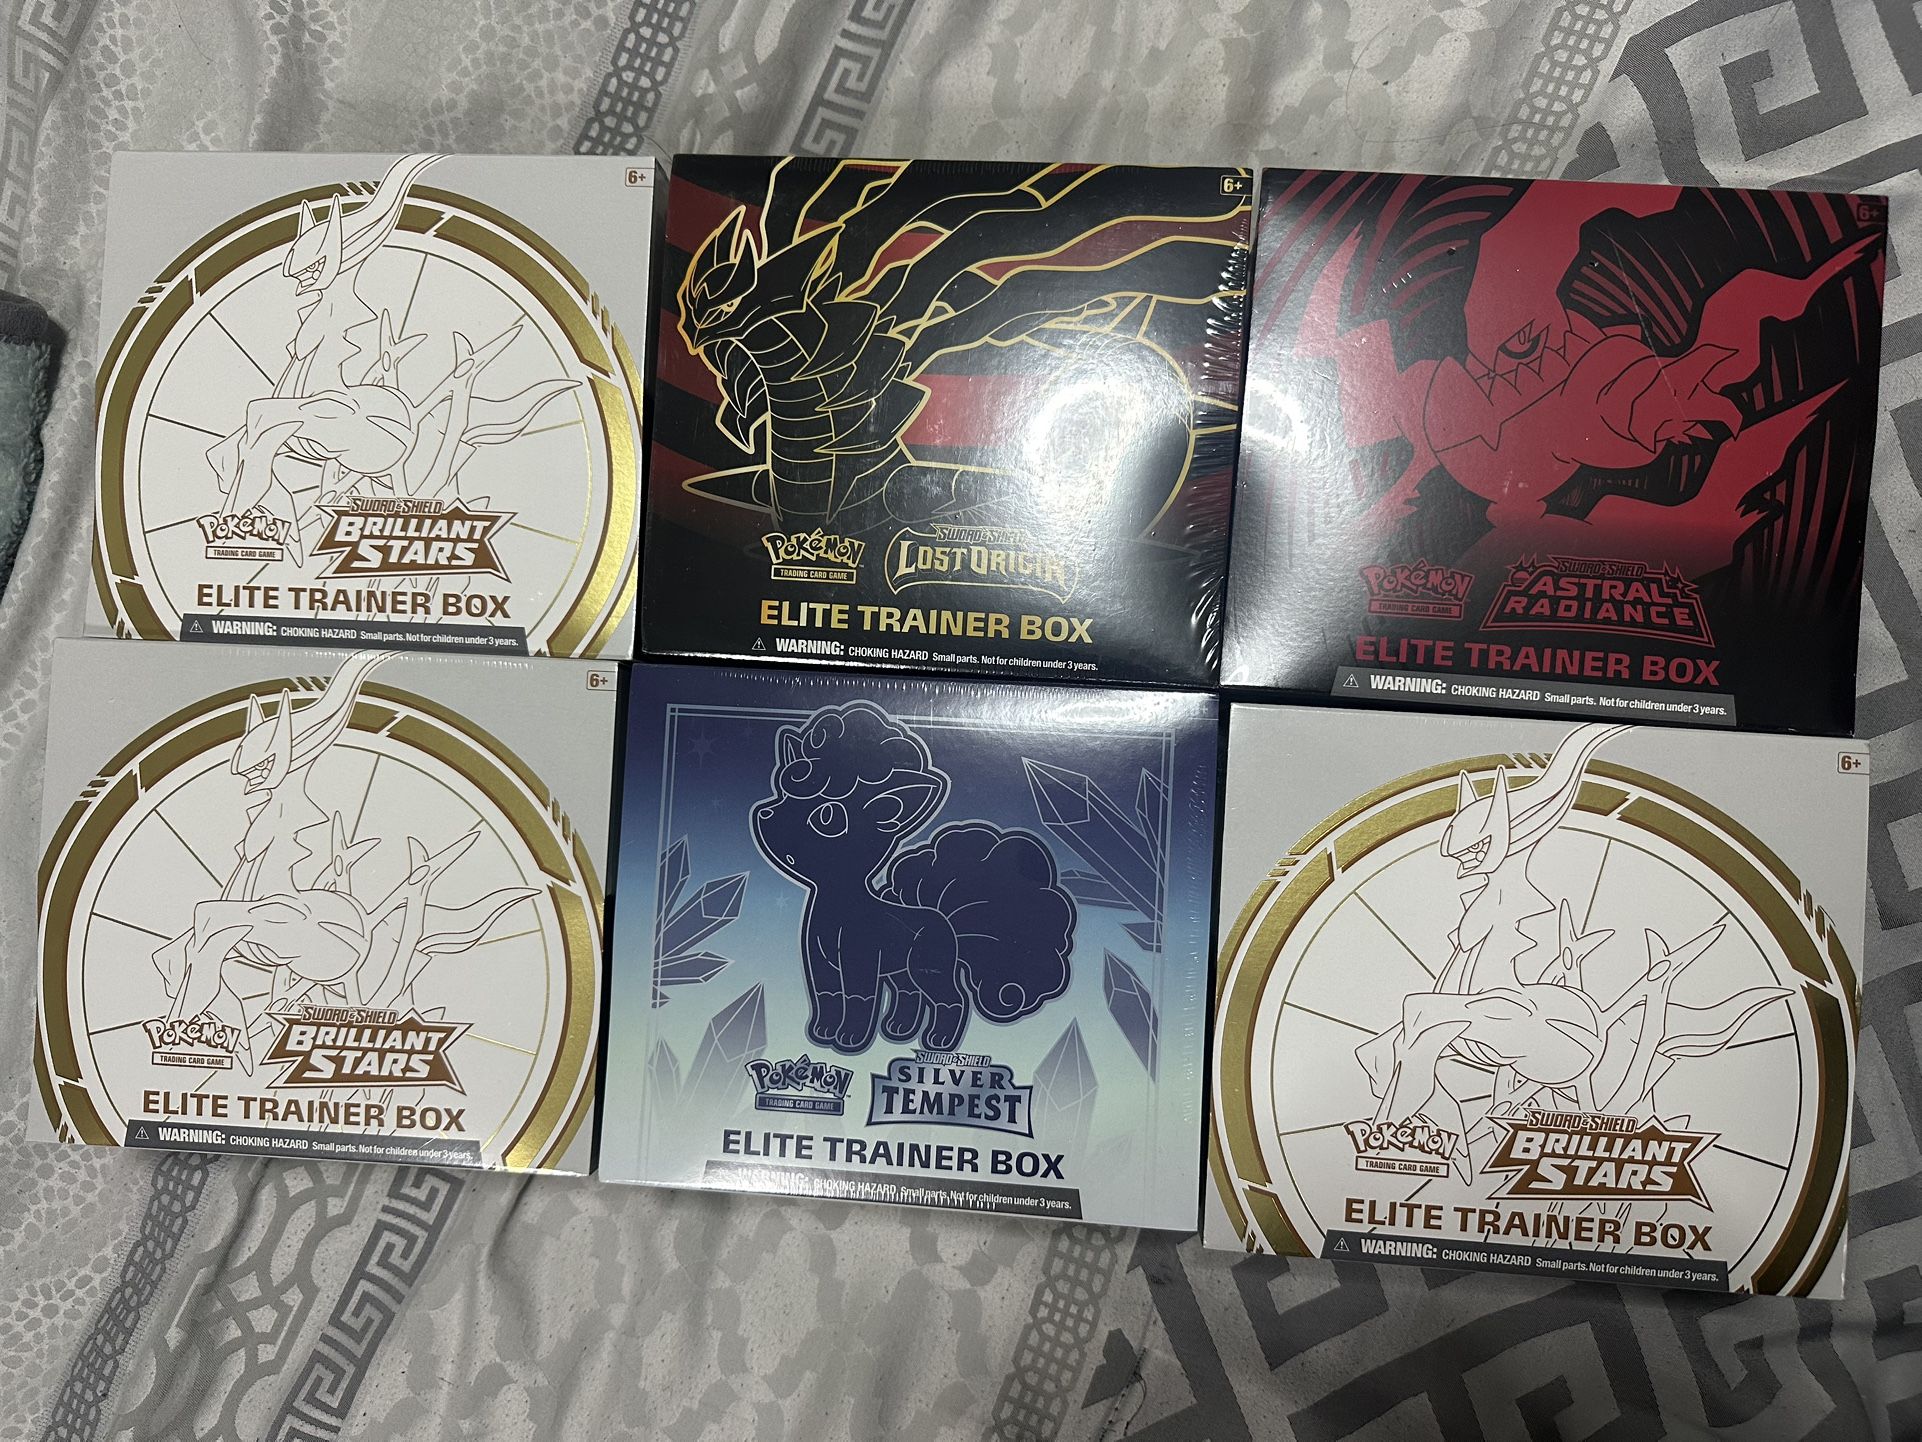 6+
Pokémon
TRADING CARD GAME
SWORD & SHIELD
BRILLIANT
STARS
ELITE TRAINER BOX
WARNING: CHOKING HAZARD Small parts. Not for children under 3 years.
6+
Pokémon
TRADING CARD GAME
SWORD & SHIELD
LOST ORIGIN
ELITE TRAINER BOX
WARNING: CHOKING HAZARD Small parts. Not for children under 3 years.
6+
Pokémon
TRADING CARD GAME
SWORD & SHIELD
ASTRAL
RADIANCE
ELITE TRAINER BOX
WARNING: CHOKING HAZARD Small parts. Not for children under 3 years.
6+
Pokémon
TRADING CARD GAME
SWORD & SHIELD
BRILLIANT
STARS
ELITE TRAINER BOX
WARNING: CHOKING HAZARD Small parts. Not for children under 3 years.
Pokémon
TRADING CARD GAME
SWORD & SHIELD
SILVER
TEMPEST
ELITE TRAINER BOX
WARNING: CHOKING HAZARD Small parts. Not for children under 3 years.
6+
Pokémon
TRADING CARD GAME
SWORD & SHIELD
BRILLIANT
STARS
ELITE TRAINER BOX
WARNING: CHOKING HAZARD Small parts. Not for children under 3 years.